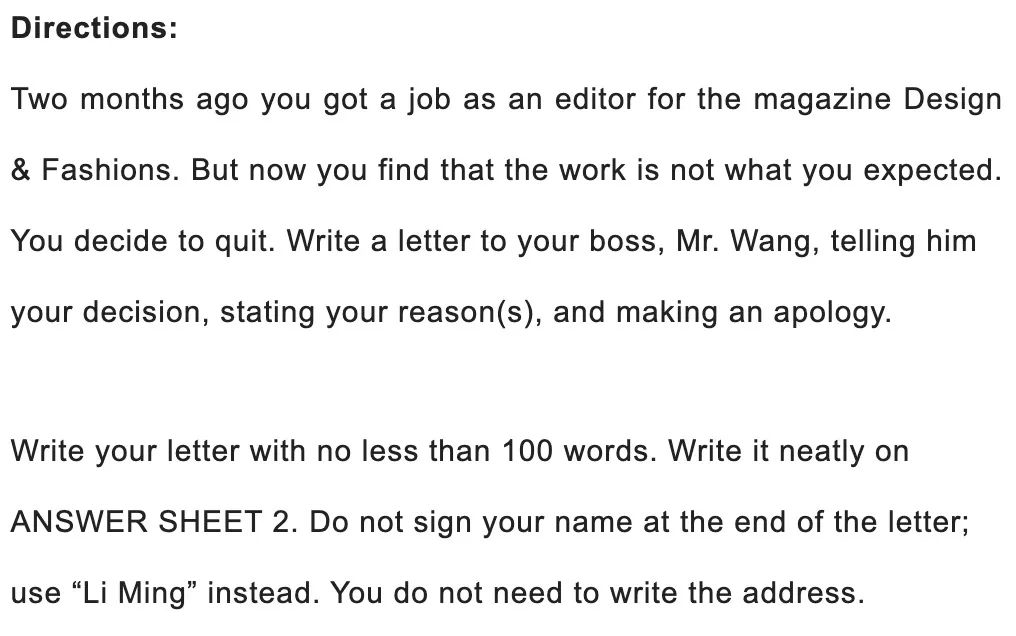 Directions:
Two months ago you got a job as an editor for the magazine Design
& Fashions. But now you find that the work is not what you expected.
You decide to quit. Write a letter to your boss, Mr. Wang, telling him
your decision, stating your reason(s), and making an apology.
Write your letter with no less than 100 words. Write it neatly on
ANSWER SHEET 2. Do not sign your name at the end of the letter;
use “Li Ming” instead. You do not need to write the address.